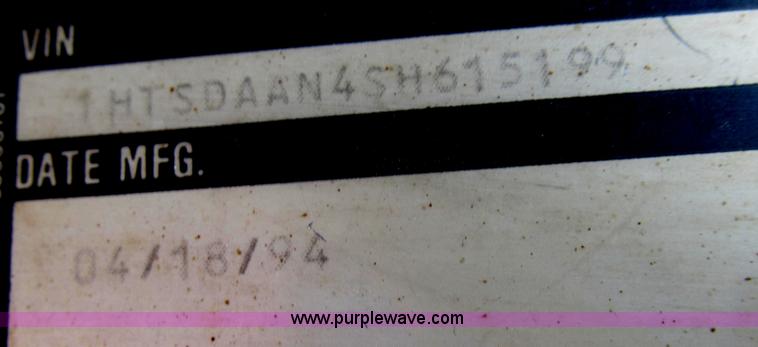 VIN
1HTSDAAN4SH615199
DATE MFG.
04/18/94
www.purplewave.com